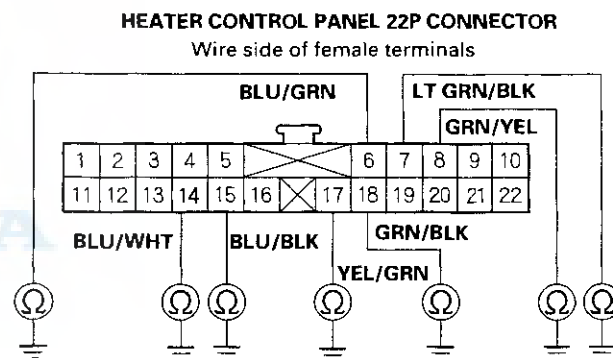 HEATER CONTROL PANEL 22P CONNECTOR
Wire side of female terminals
BLU/GRN LT GRN/BLK
GRN/YEL
1 2 3 4 5 6 7 8 9 10
11 12 13 14 15 16 17 18 19 20 21 22
BLU/WHT BLU/BLK GRN/BLK
YEL/GRN
Ω Ω Ω Ω Ω Ω Ω